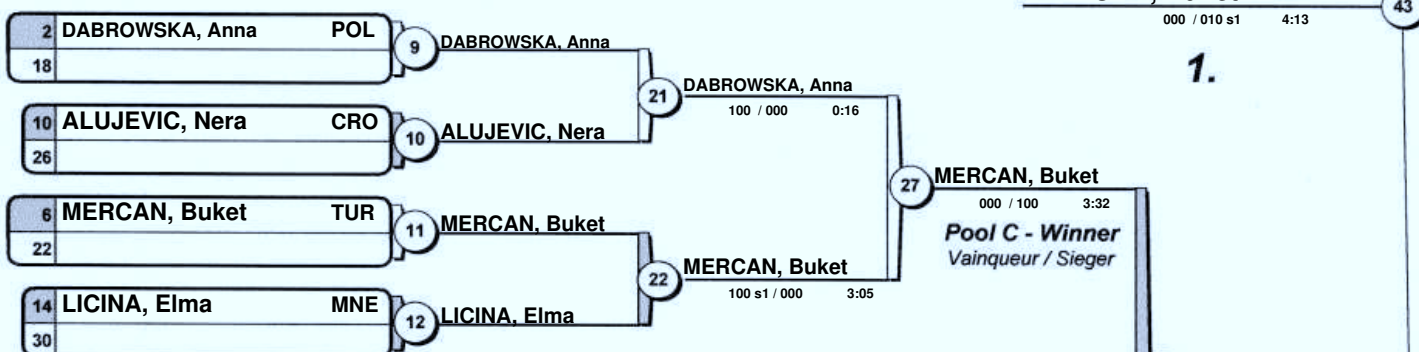 43
000 / 010 s1 4:13
1.
2 DABROWSKA, Anna POL
18
9 DABROWSKA, Anna
21 DABROWSKA, Anna
100 / 000 0:16
10 ALUJEVIC, Nera CRO
26
10 ALUJEVIC, Nera
27 MERCAN, Buket
000 / 100 3:32
Pool C - Winner
Vainqueur / Sieger
6 MERCAN, Buket TUR
22
11 MERCAN, Buket
22 MERCAN, Buket
100 s1 / 000 3:05
14 LICINA, Elma MNE
30
12 LICINA, Elma